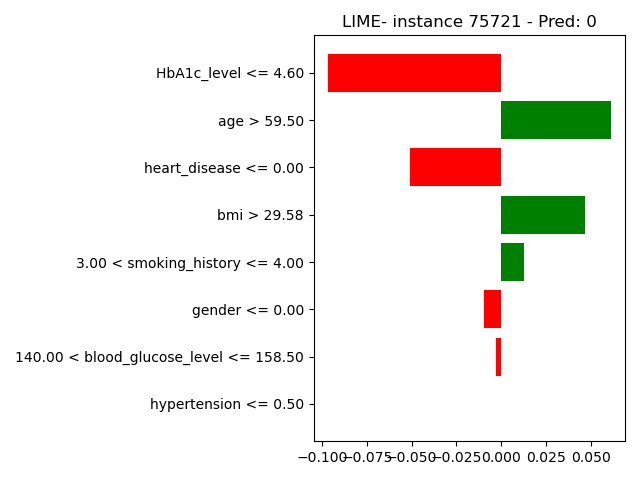 LIME- instance 75721 - Pred: 0
HbA1c_level <= 4.60
age > 59.50
heart_disease <= 0.00
bmi > 29.58
3.00 < smoking_history <= 4.00
gender <= 0.00
140.00 < blood_glucose_level <= 158.50
hypertension <= 0.50
−0.100 −0.075 −0.050 −0.025 0.000 0.025 0.050